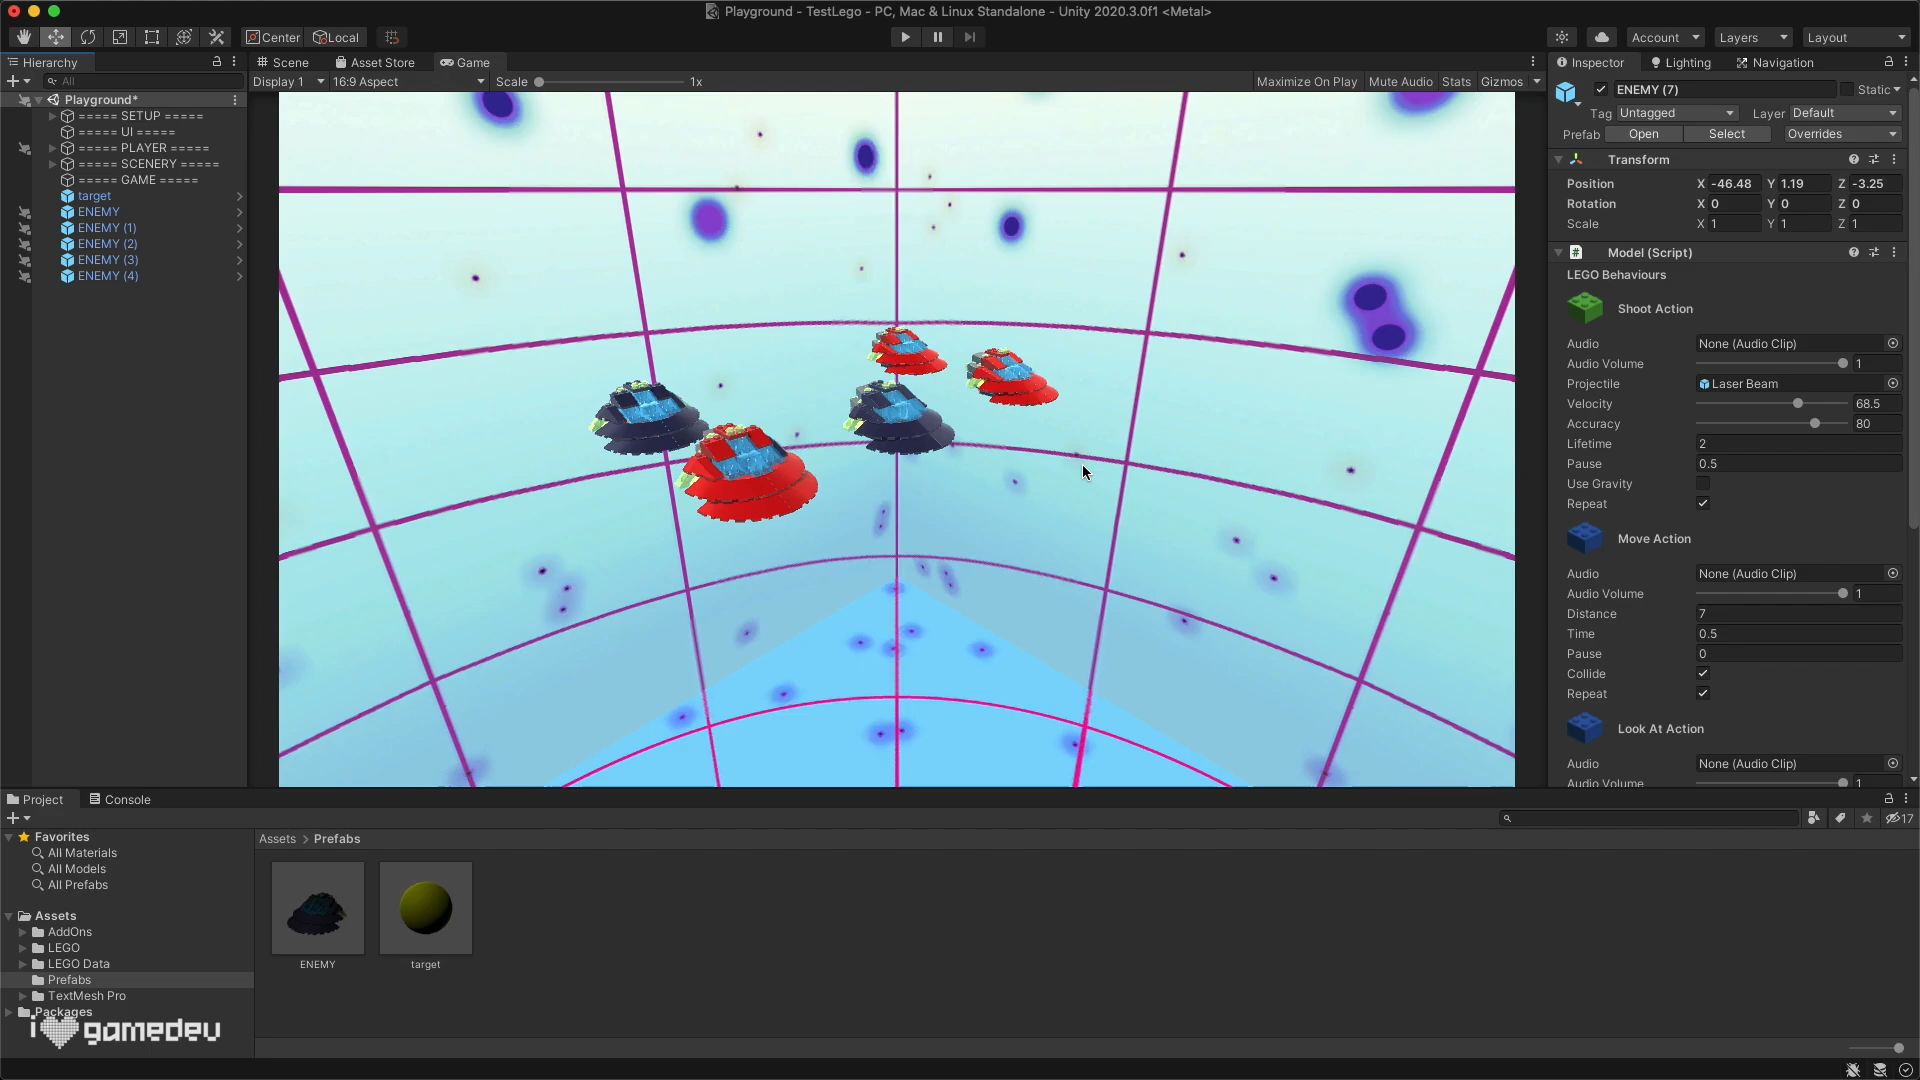 Playground - TestLego - PC, Mac & Linux Standalone - Unity 2020.3.0f1 <Metal>
Center
Local
Account
Layers
Layout
Hierarchy
Scene
Asset Store
Game
Inspector
Lighting
Navigation
All
Display 1
16:9 Aspect
Scale
1x
Maximize On Play
Mute Audio
Stats
Gizmos
Playground*
===== SETUP =====
===== UI =====
===== PLAYER =====
===== SCENERY =====
===== GAME =====
target
ENEMY
ENEMY (1)
ENEMY (2)
ENEMY (3)
ENEMY (4)
ENEMY (7)
Static
Tag Untagged
Layer Default
Prefab
Open
Select
Overrides
Transform
Position X -46.48 Y 1.19 Z -3.25
Rotation X 0 Y 0 Z 0
Scale X 1 Y 1 Z 1
# Model (Script)
LEGO Behaviours
Shoot Action
Audio None (Audio Clip)
Audio Volume 1
Projectile Laser Beam
Velocity 68.5
Accuracy 80
Lifetime 2
Pause 0.5
Use Gravity
Repeat
Move Action
Audio None (Audio Clip)
Audio Volume 1
Distance 7
Time 0.5
Pause 0
Collide
Repeat
Look At Action
Audio None (Audio Clip)
Audio Volume 1
Project
Console
17
Favorites
All Materials
All Models
All Prefabs
Assets
AddOns
LEGO
LEGO Data
Prefabs
TextMesh Pro
Packages
Assets > Prefabs
ENEMY
target
i gamedev